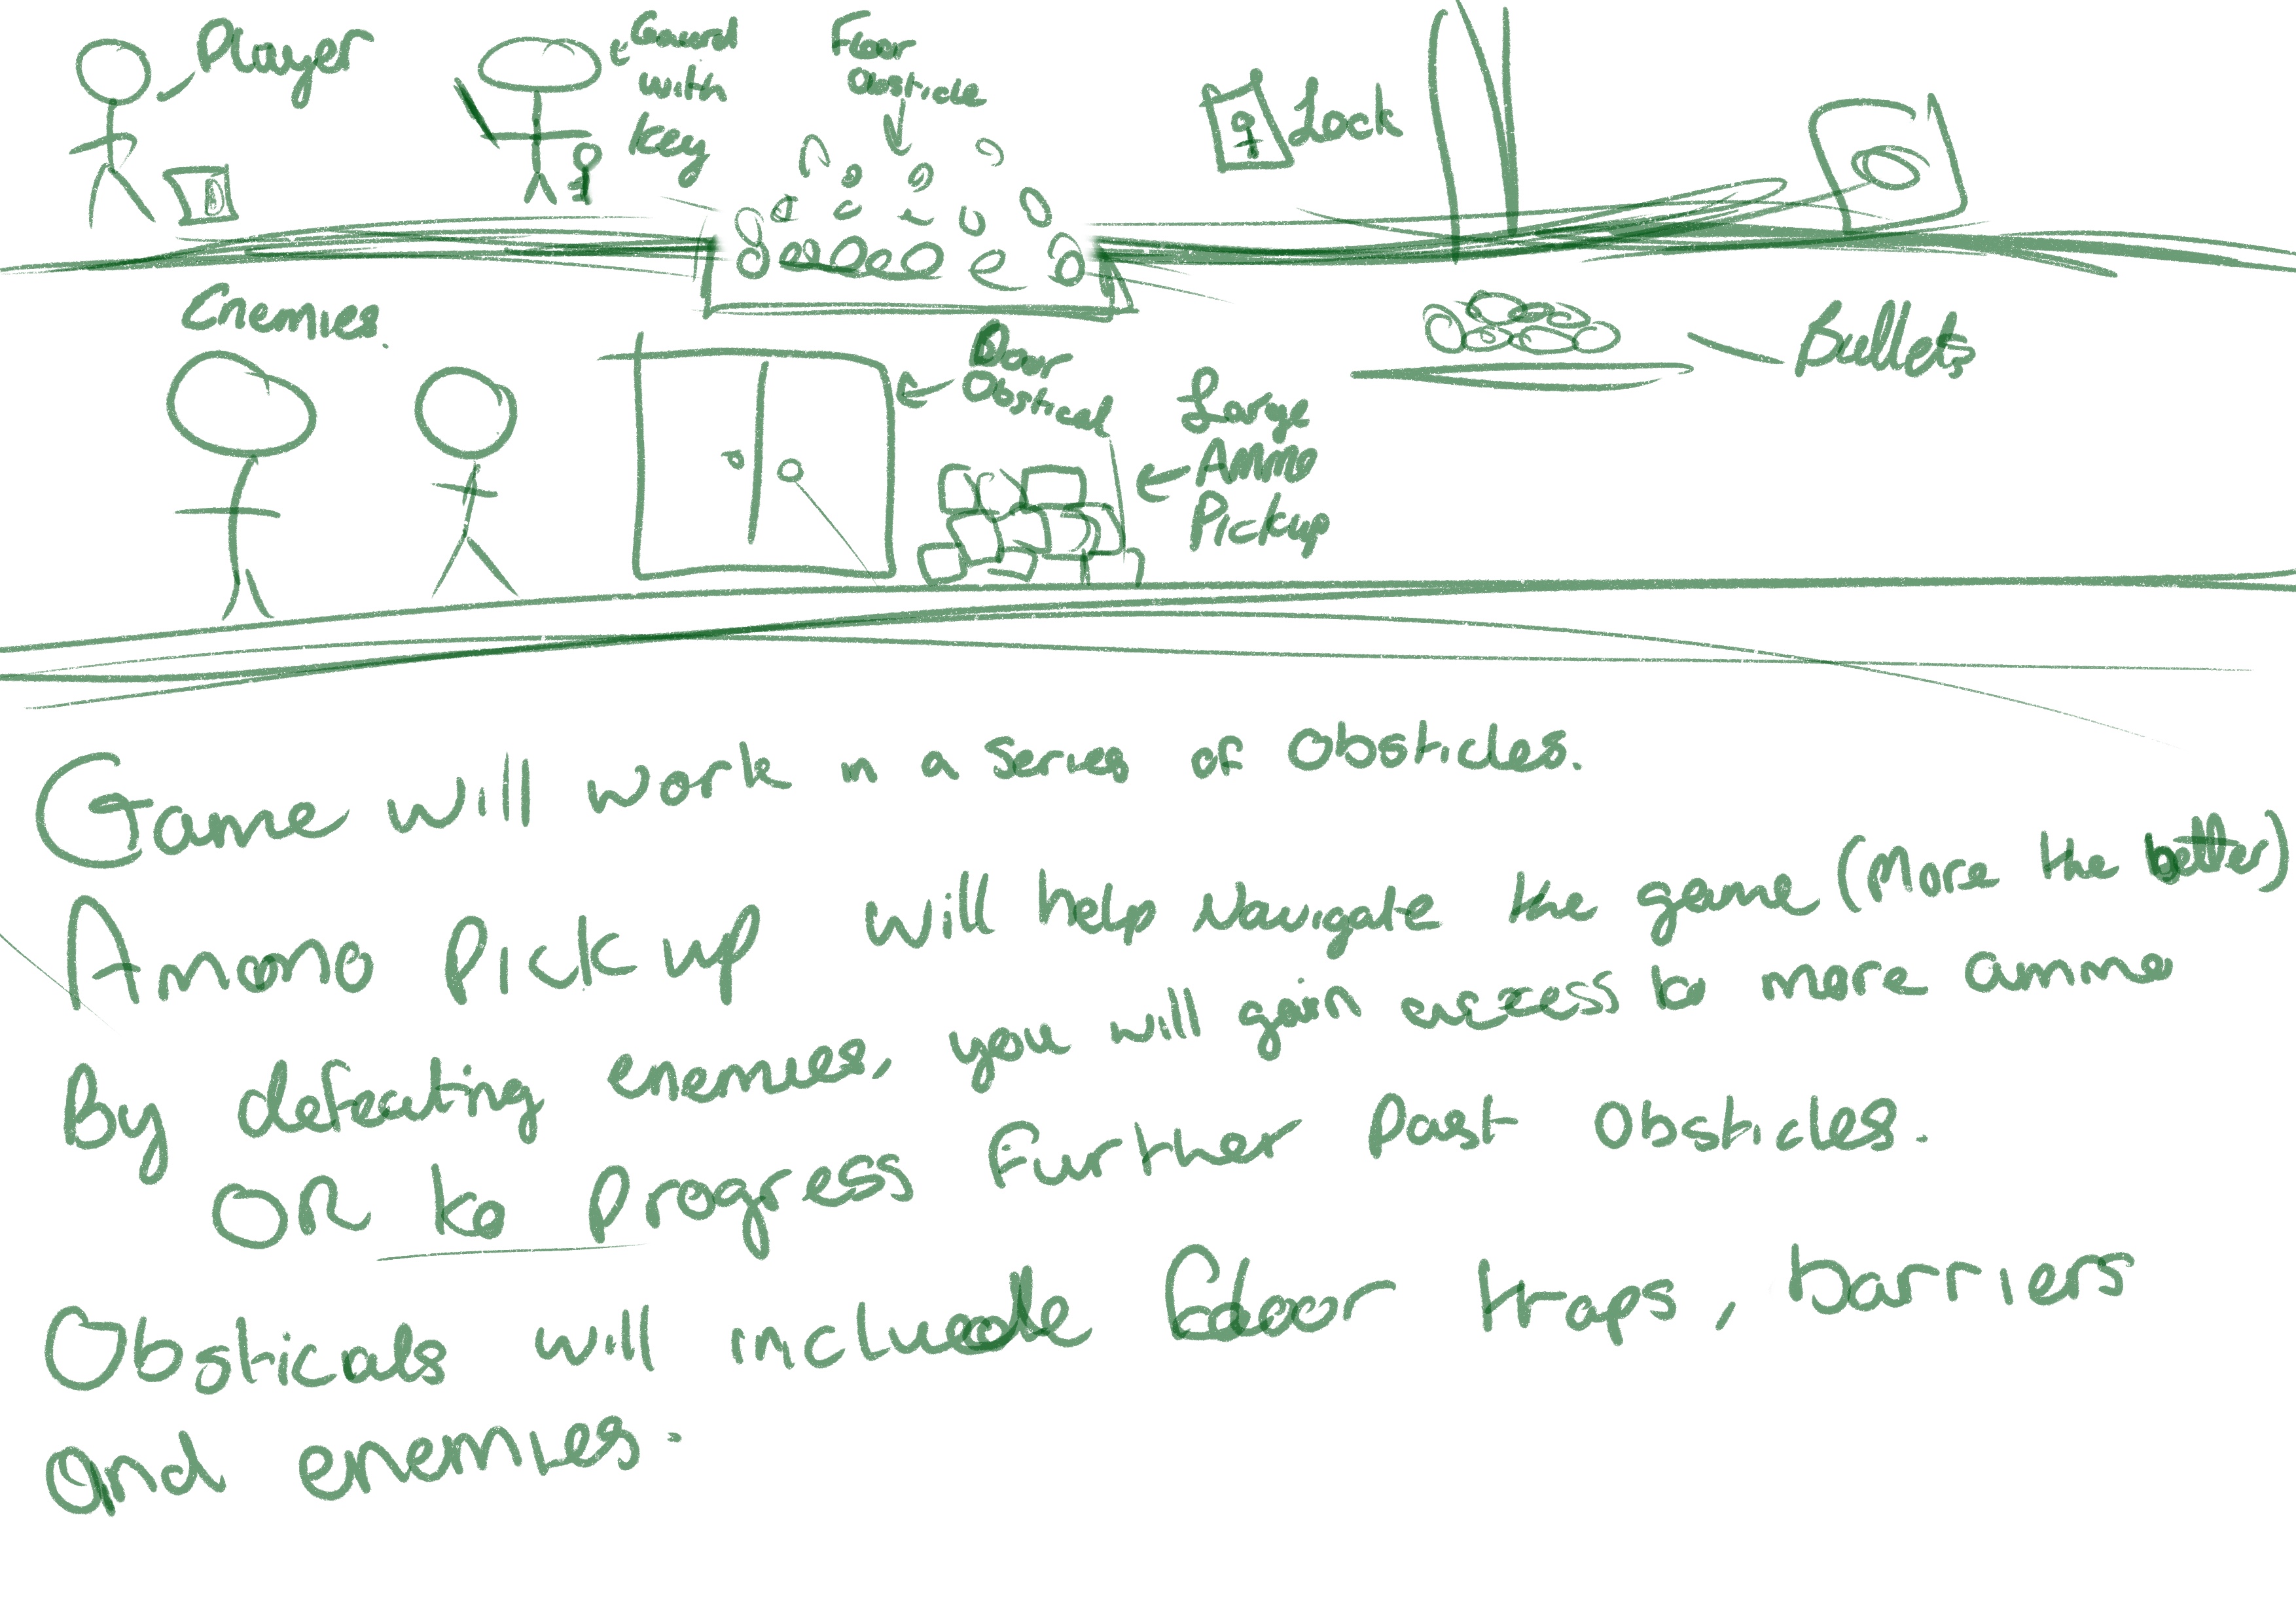 Player
Guard
with
key
Floor
Obsticle
Lock
Enemies.
Door
Obstical
Large
Ammo
Pickup
Bullets
Game will work in a series of Obsticles.
Ammo Pick up will help Navigate the game (More the better)
By defeating enemies, you will gain access to more ammo
OR to Progress further Past Obsticles.
Obsticals will include floor traps, barriers
and enemies.